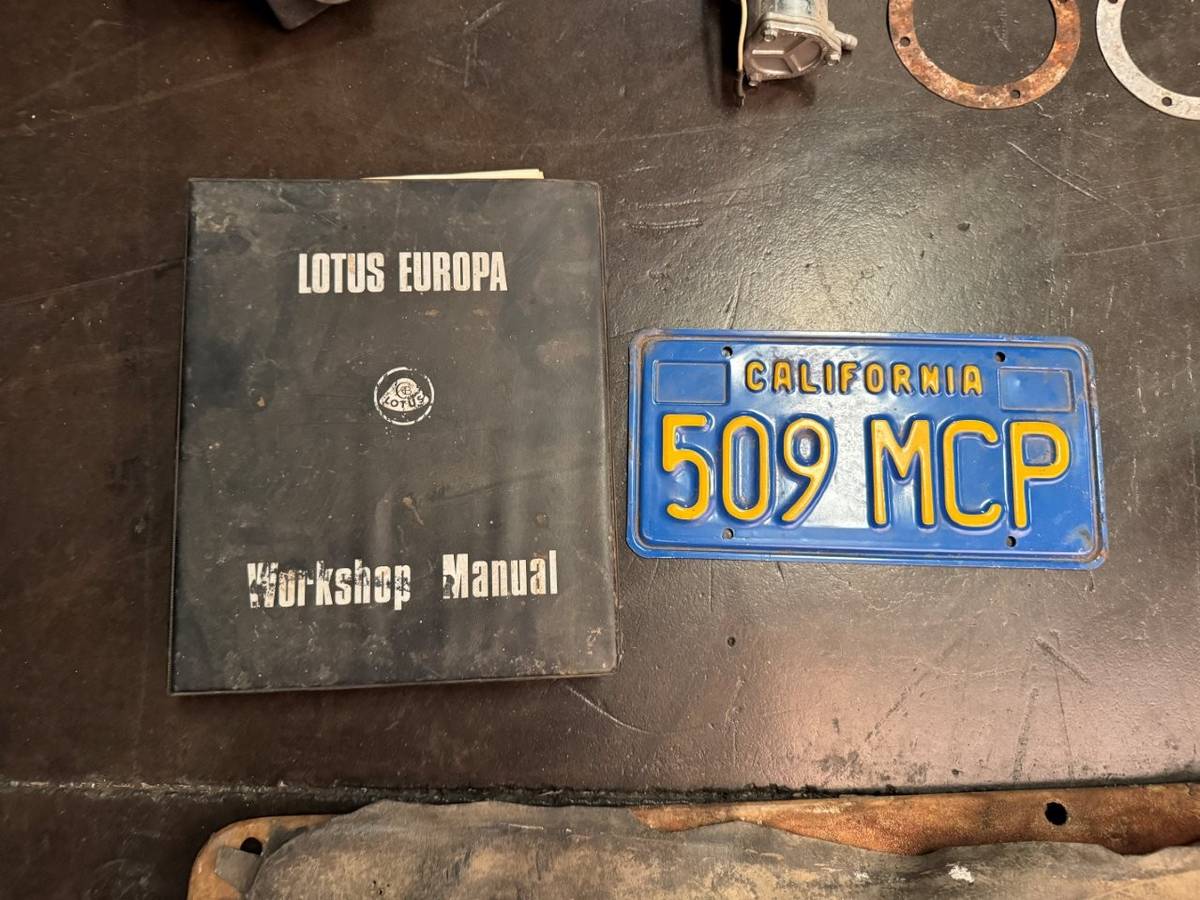 LOTUS EUROPA
LOTUS
Workshop Manual
CALIFORNIA
509 MCP